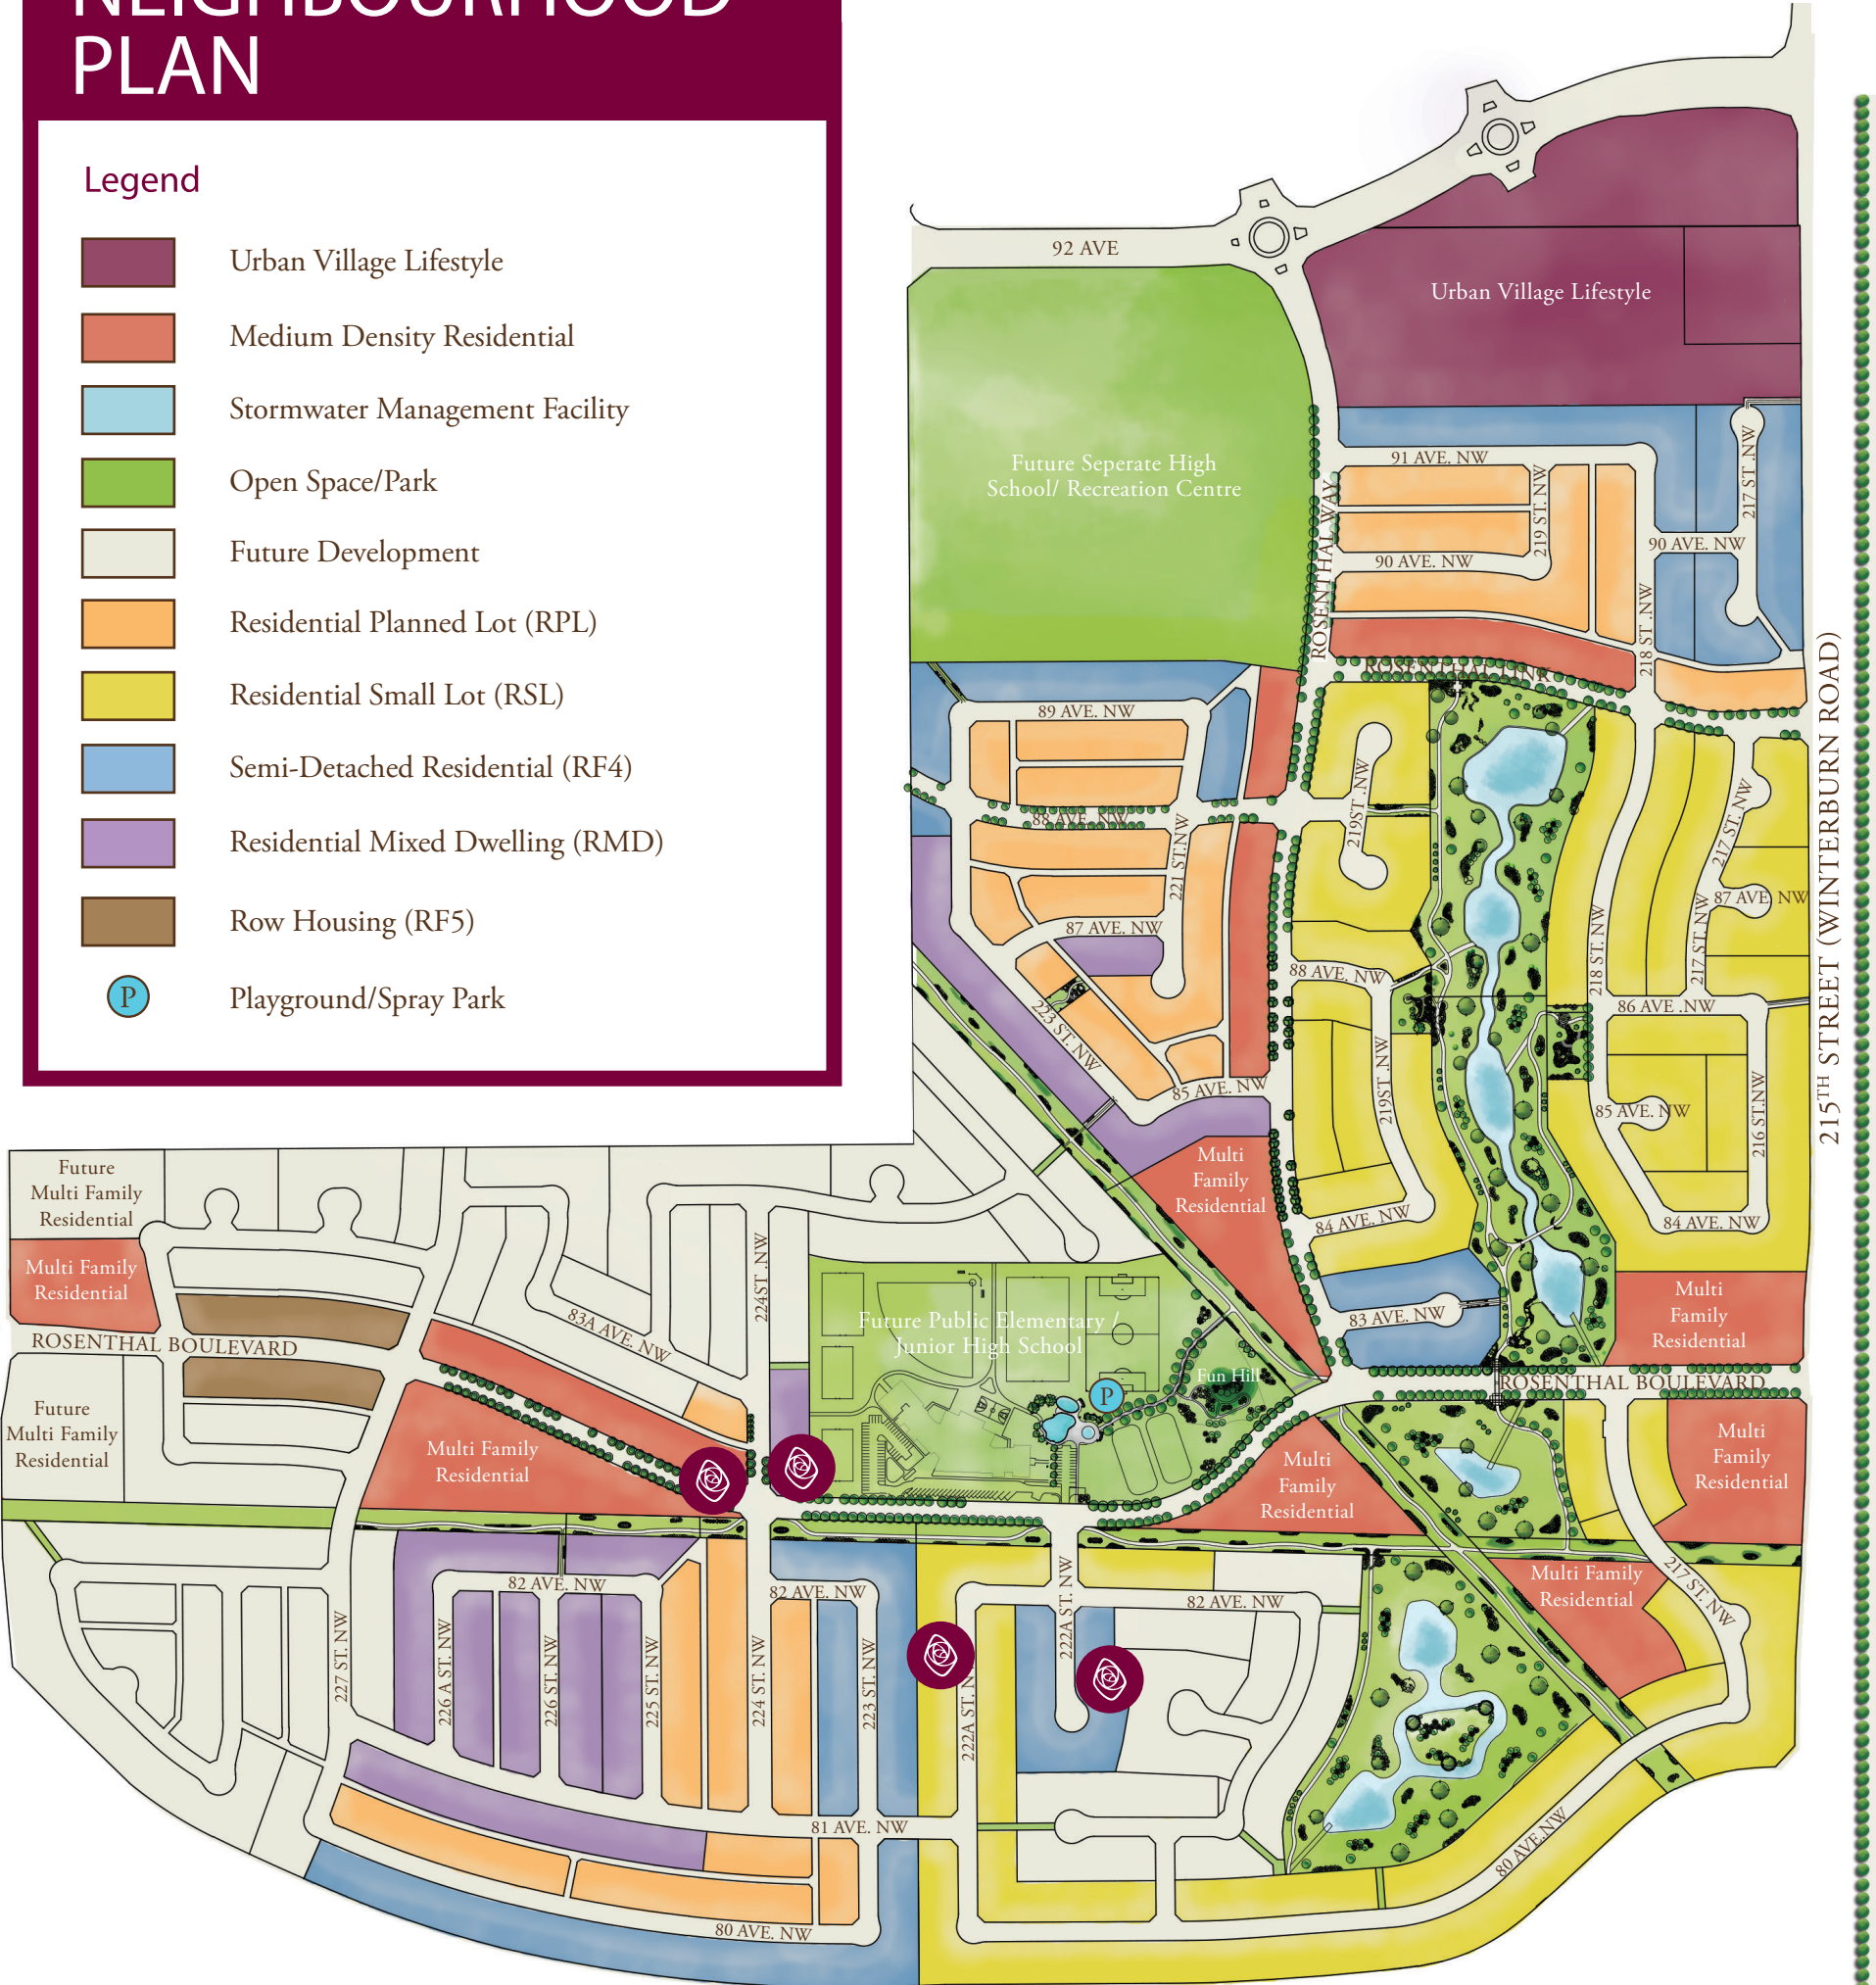 NEIGHBOURHOOD
PLAN
Legend
Urban Village Lifestyle
Medium Density Residential
Stormwater Management Facility
Open Space/Park
Future Development
Residential Planned Lot (RPL)
Residential Small Lot (RSL)
Semi-Detached Residential (RF4)
Residential Mixed Dwelling (RMD)
Row Housing (RF5)
P
Playground/Spray Park
92 AVE
Urban Village Lifestyle
Future Seperate High
School/ Recreation Centre
ROSENTHAL WAY
91 AVE. NW
219 ST. NW
90 AVE. NW
217 ST .NW
90 AVE. NW
218 ST .NW
ROSENTHAL LINK
215TH STREET (WINTERBURN ROAD)
89 AVE. NW
88 AVE. NW
221 ST.NW
87 AVE. NW
223 ST. NW
85 AVE. NW
219ST .NW
88 AVE. NW
219ST .NW
84 AVE. NW
83 AVE. NW
217 ST. NW
87 AVE. NW
217 ST. NW
218 ST. NW
86 AVE .NW
85 AVE. NW
216 ST.NW
84 AVE. NW
Multi
Family
Residential
Multi
Family
Residential
Future
Multi Family
Residential
Multi Family
Residential
ROSENTHAL BOULEVARD
Future
Multi Family
Residential
83A AVE. NW
224ST .NW
Multi Family
Residential
Future Public Elementary /
Junior High School
Fun Hill
P
ROSENTHAL BOULEVARD
Multi
Family
Residential
Multi
Family
Residential
Multi Family
Residential
217 ST. NW
82 AVE. NW
227 ST. NW
226 A ST. NW
226 ST. NW
225 ST. NW
224 ST. NW
82 AVE. NW
223 ST. NW
222A ST. N
222A ST. NW
82 AVE. NW
81 AVE. NW
80 AVE. NW
80 AVE.NW